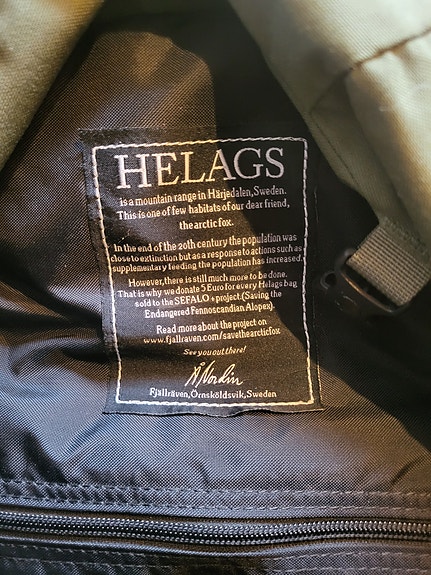 HELAGS
is a mountain range in Härjedalen, Sweden.
This is one of few habitats of our dear friend,
the arctic fox.
In the end of the 20th century the population was
close to extinction but as a response to actions such as
supplementary feeding the population has increased.
However, there is still much more to be done.
That is why we donate 5 Euro for every Helags bag
sold to the SEFALO+ project. (Saving the
Endangered Fennoscandian Alopex).
Read more about the project on
www.fjallraven.com/savethearcticfox
See you out there!
Å Nordin
Fjällräven, Örnsköldsvik, Sweden